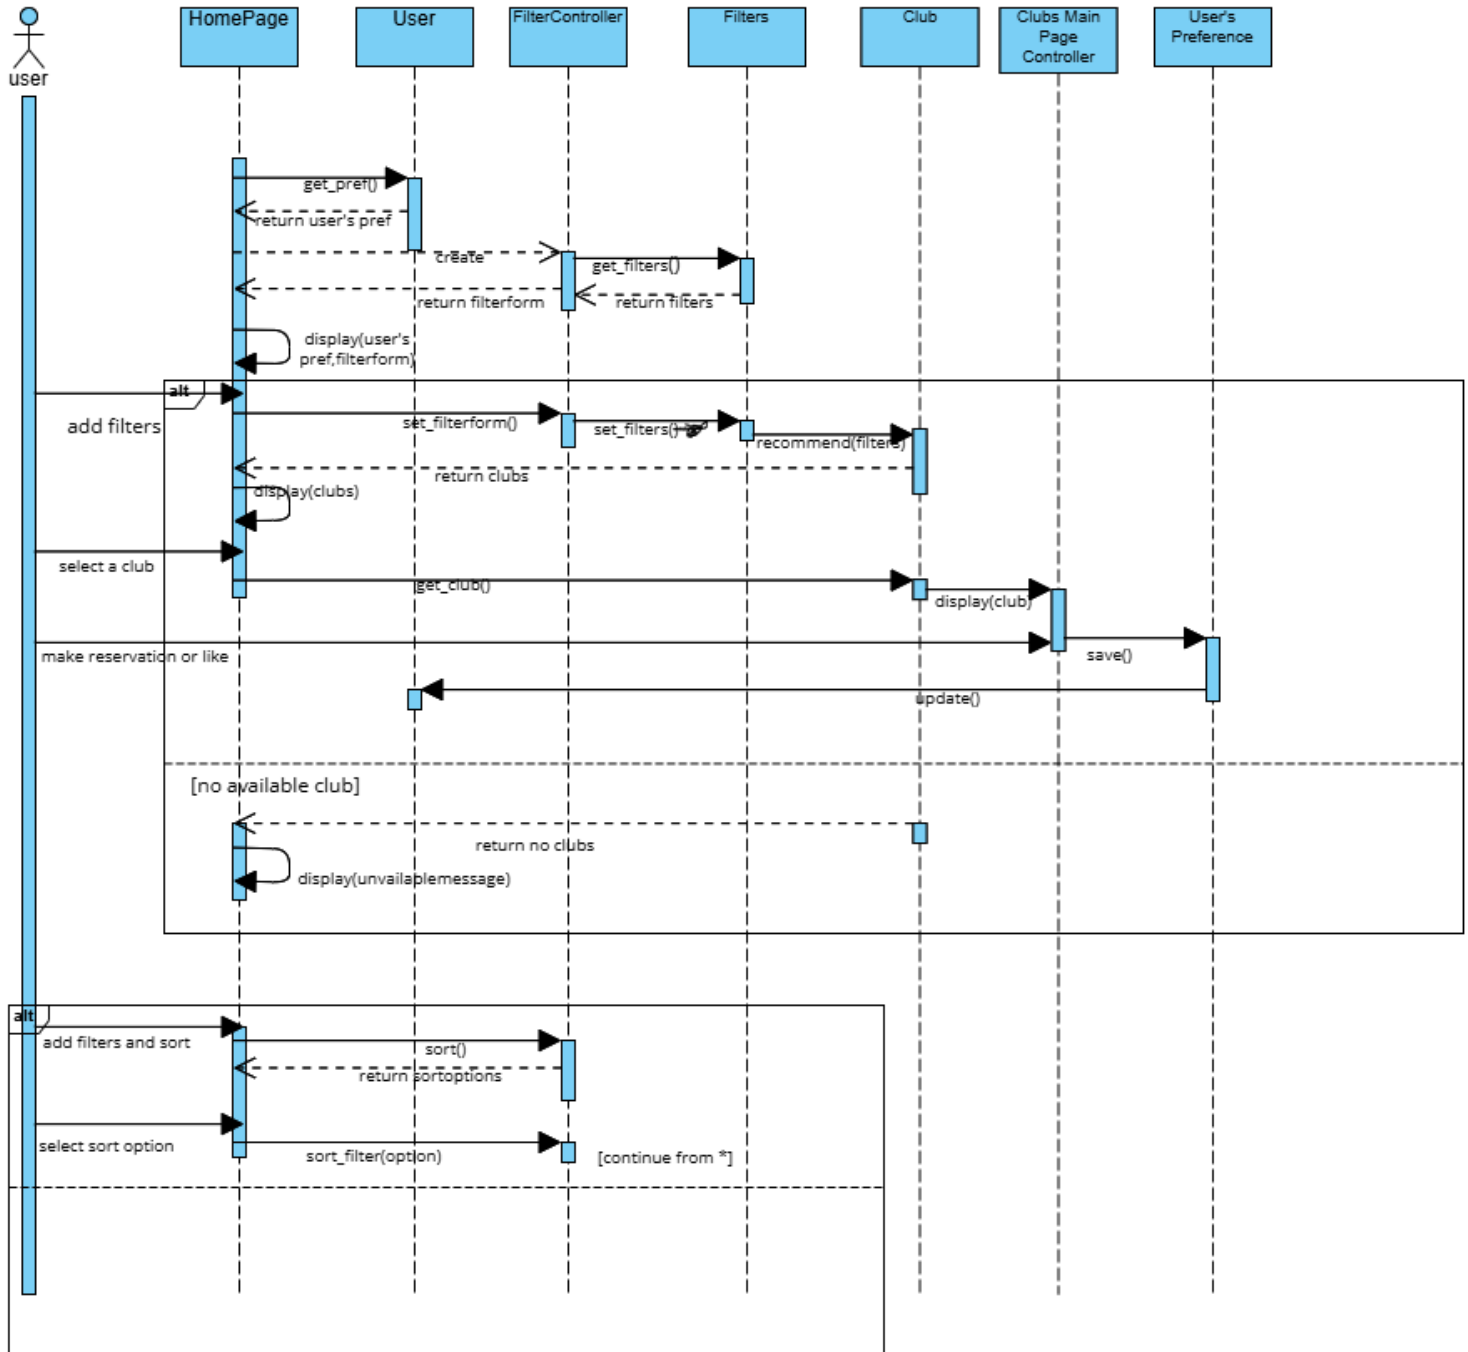 HomePage
User
FilterController
Filters
Club
Clubs Main
Page
Controller
User's
Preference
user
get_pref()
return user's pref
create
get_filters()
return filterform
return filters
display(user's
pref,filterform)
alt
add filters
set_filterform()
set_filters()
recommend(filters)
return clubs
display(clubs)
select a club
get_club()
display(club)
make reservation or like
save()
update()
[no available club]
return no clubs
display(unvailablemessage)
alt
add filters and sort
sort()
return sortoptions
select sort option
sort_filter(option)
[continue from *]